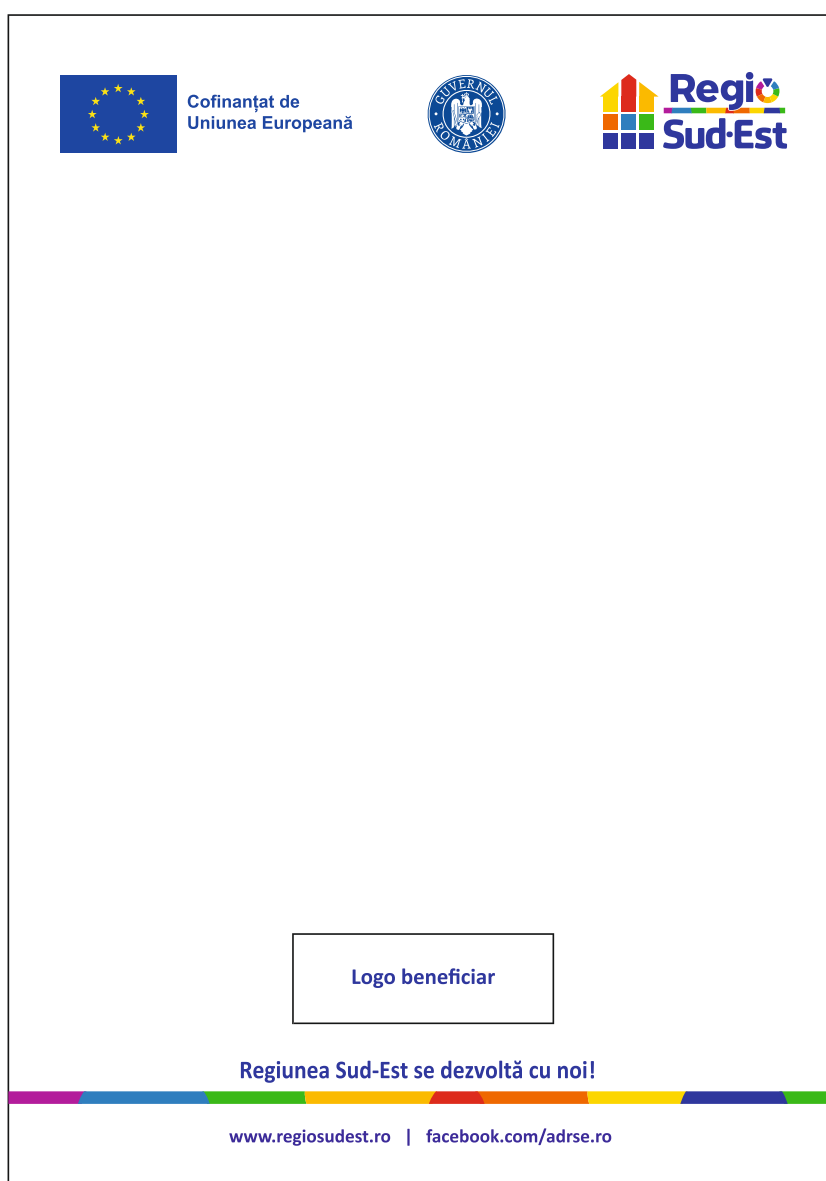 Cofinanțat de
Uniunea Europeană
GUVERNUL
ROMÂNIEI
Regio
Sud·Est
Logo beneficiar
Regiunea Sud-Est se dezvoltă cu noi!
www.regiosudest.ro | facebook.com/adrse.ro